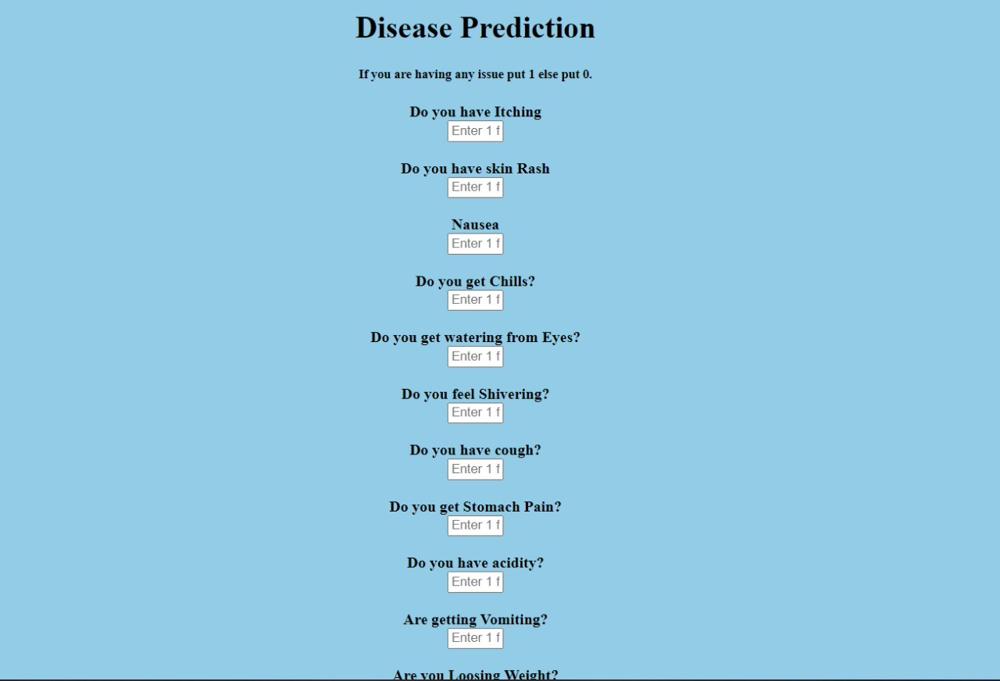 Disease Prediction
If you are having any issue put 1 else put 0.
Do you have Itching
Enter 1 f
Do you have skin Rash
Enter 1 f
Nausea
Enter 1 f
Do you get Chills?
Enter 1 f
Do you get watering from Eyes?
Enter 1 f
Do you feel Shivering?
Enter 1 f
Do you have cough?
Enter 1 f
Do you get Stomach Pain?
Enter 1 f
Do you have acidity?
Enter 1 f
Are getting Vomiting?
Enter 1 f
Are you Loosing Weight?